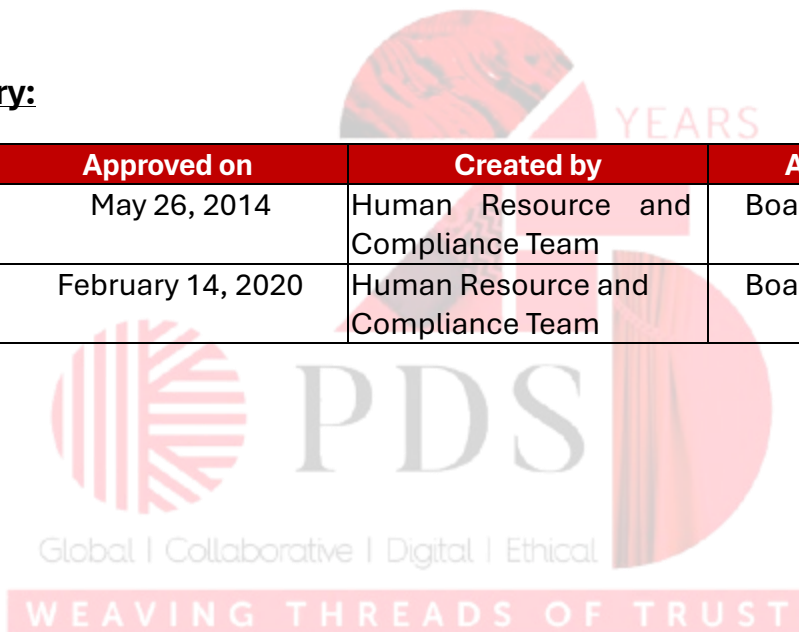 ry:
YEARS
Approved on Created by A
May 26, 2014 Human Resource and Boa
Compliance Team
February 14, 2020 Human Resource and Boa
Compliance Team
PDS
Global | Collaborative | Digital | Ethical
WEAVING THREADS OF TRUST